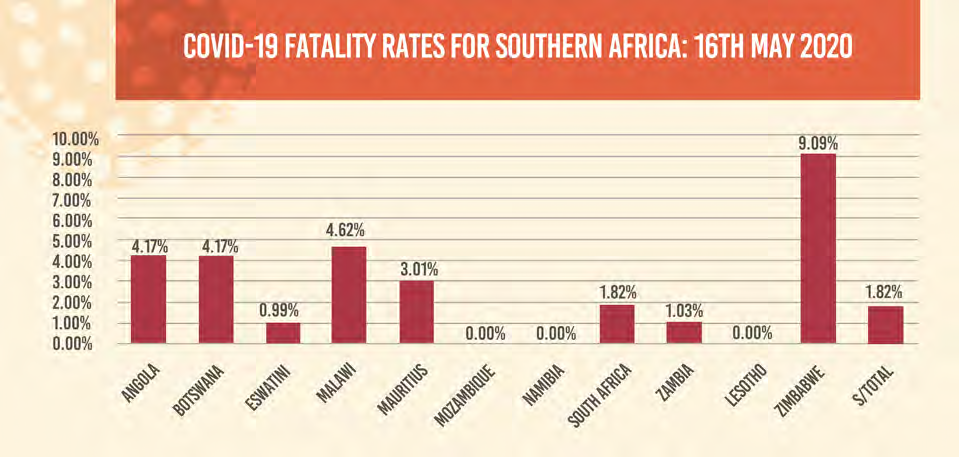 COVID-19 FATALITY RATES FOR SOUTHERN AFRICA: 16TH MAY 2020
10.00%
9.00%
8.00%
7.00%
6.00%
5.00%
4.00%
3.00%
2.00%
1.00%
0.00%
4.17%
4.17%
0.99%
4.62%
3.01%
0.00%
0.00%
1.82%
1.03%
0.00%
9.09%
1.82%
ANGOLA
BOTSWANA
ESWATINI
MALAWI
MAURITIUS
MOZAMBIQUE
NAMIBIA
SOUTH AFRICA
ZAMBIA
LESOTHO
ZIMBABWE
S/TOTAL